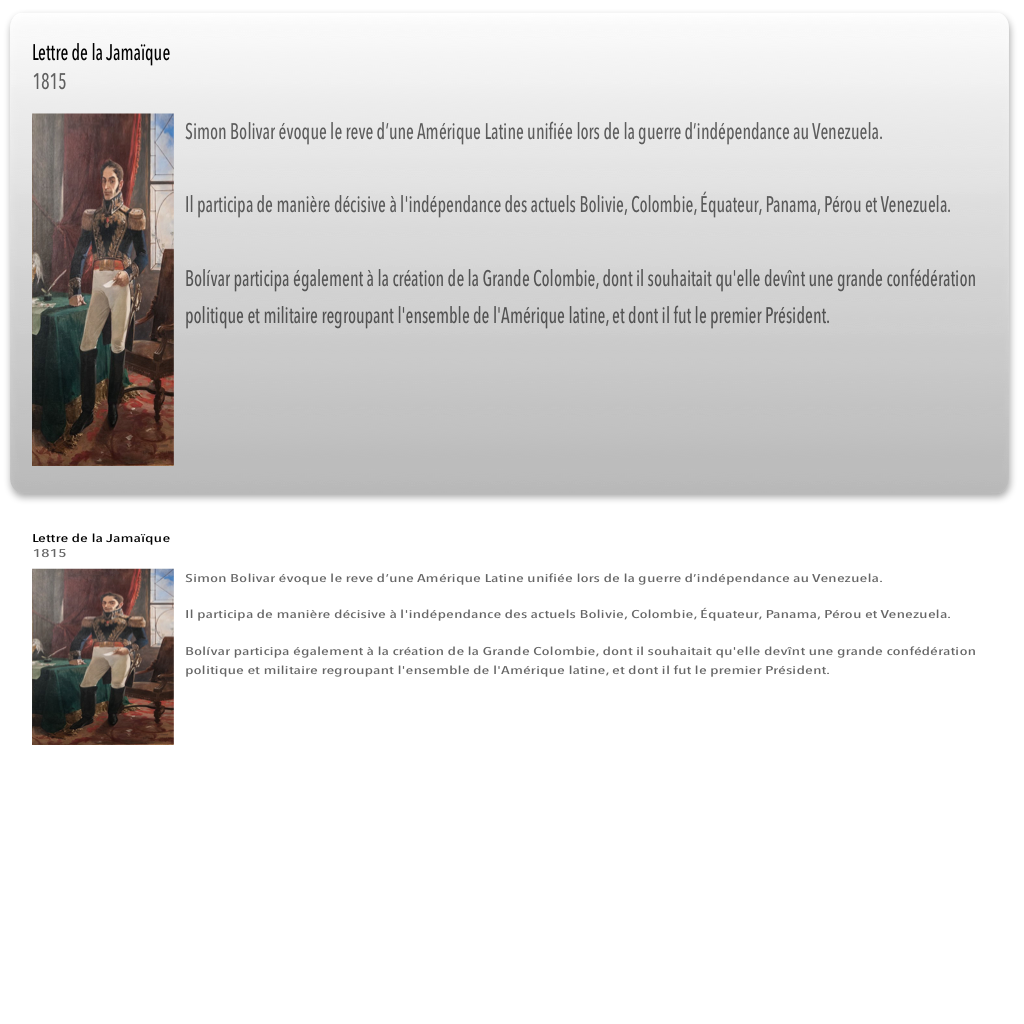 Lettre de la Jamaïque
1815
Simon Bolivar évoque le reve d’une Amérique Latine unifiée lors de la guerre d’indépendance au Venezuela.
Il participa de manière décisive à l'indépendance des actuels Bolivie, Colombie, Équateur, Panama, Pérou et Venezuela.
Bolívar participa également à la création de la Grande Colombie, dont il souhaitait qu'elle devînt une grande confédération
politique et militaire regroupant l'ensemble de l'Amérique latine, et dont il fut le premier Président.
Lettre de la Jamaïque
1815
Simon Bolivar évoque le reve d’une Amérique Latine unifiée lors de la guerre d’indépendance au Venezuela.
Il participa de manière décisive à l'indépendance des actuels Bolivie, Colombie, Équateur, Panama, Pérou et Venezuela.
Bolívar participa également à la création de la Grande Colombie, dont il souhaitait qu'elle devînt une grande confédération
politique et militaire regroupant l'ensemble de l'Amérique latine, et dont il fut le premier Président.